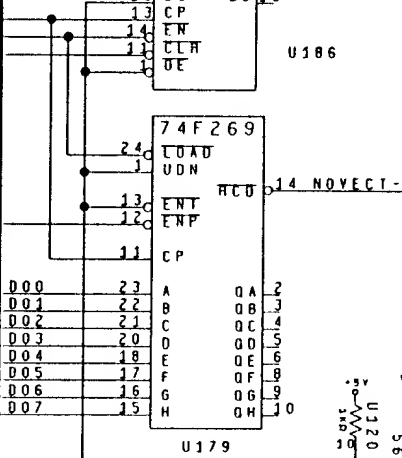 13 CP
14 EN
11 CLR
1 OE
U186
74F269
24 LOAD
1 UDN
RCO 14 NOVECT-
13 ENT
12 ENP
11 CP
D00 23 A QA 2
D01 22 B QB 3
D02 21 C QC 4
D03 20 D QD 5
D04 18 E QE 6
D05 17 F QF 8
D06 16 G QG 9
D07 15 H QH 10
U179
+5V
1KΩ
U120
10
56